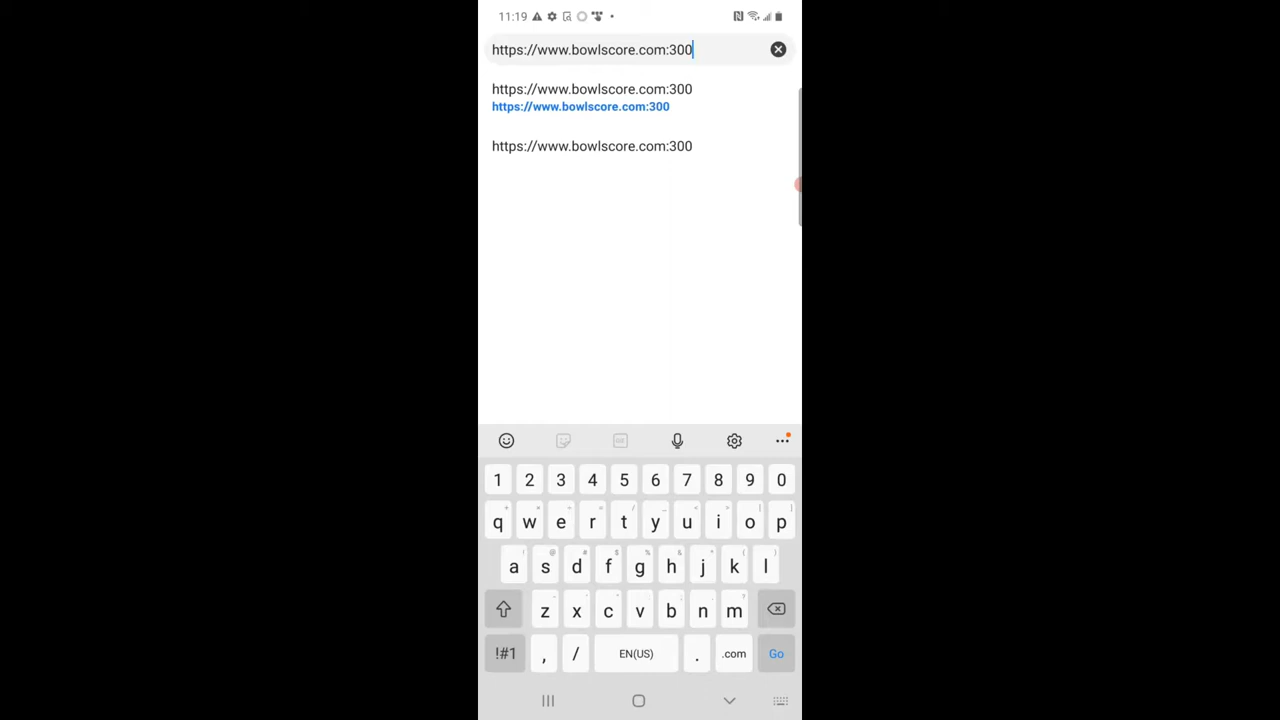 11:19
https://www.bowlscore.com:300
https://www.bowlscore.com:300
https://www.bowlscore.com:300
https://www.bowlscore.com:300
1 2 3 4 5 6 7 8 9 0
q w e r t y u i o p
a s d f g h j k l
z x c v b n m
!#1 , / EN(US) . .com Go